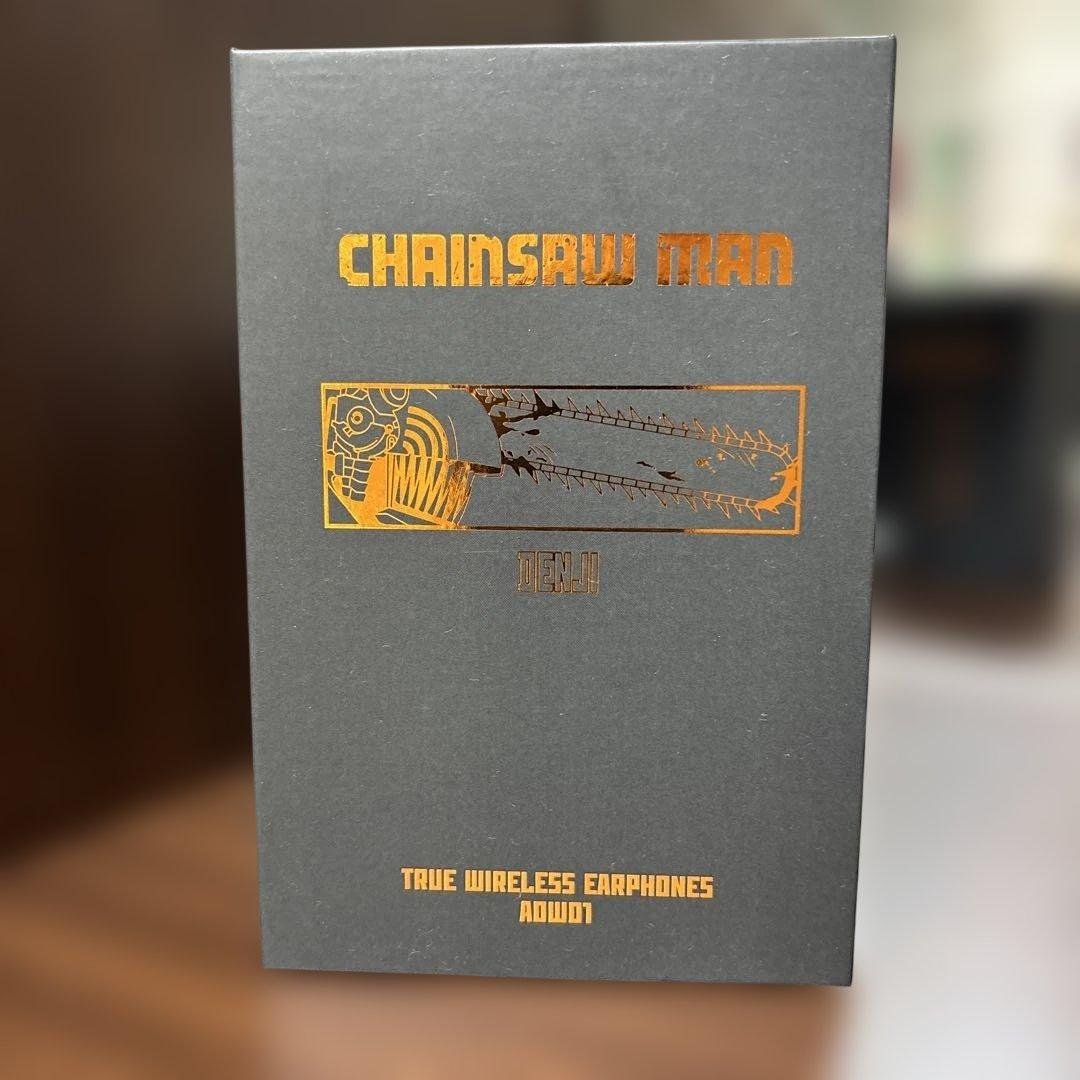 CHAINSAW MAN
DENJI
TRUE WIRELESS EARPHONES
AOW01